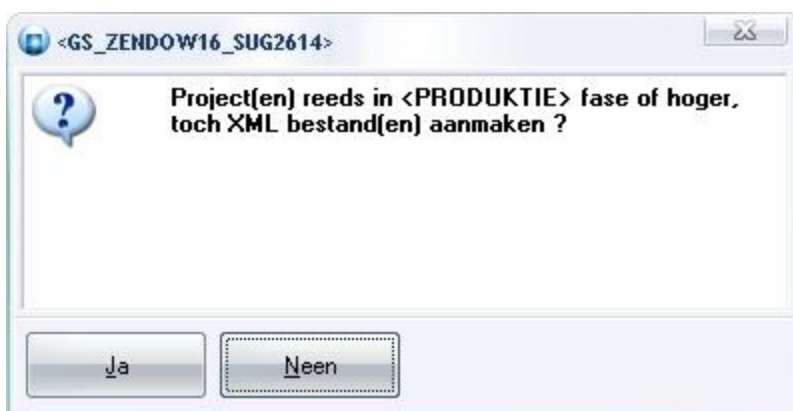 <GS_ZENDOW16_SUG2614>
Project(en) reeds in <PRODUKTIE> fase of hoger,
toch XML bestand(en) aanmaken ?
Ja
Neen